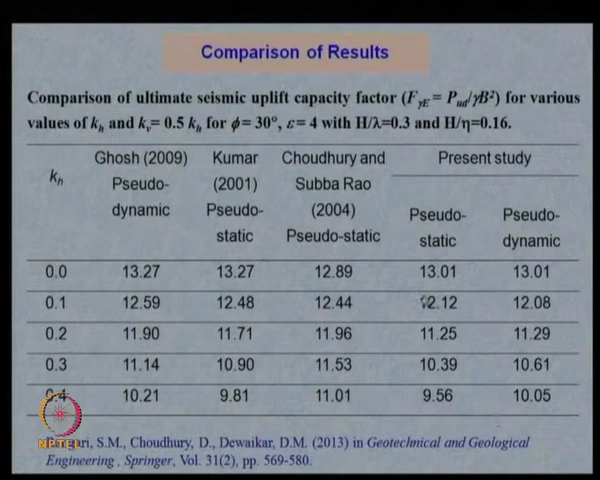 Comparison of Results
Comparison of ultimate seismic uplift capacity factor (FγE = Pud/γB²) for various
values of kh and kv= 0.5 kh for ϕ= 30°, ε= 4 with H/λ=0.3 and H/η=0.16.
kh Ghosh (2009) Pseudo-dynamic Kumar (2001) Pseudo-static Choudhury and Subba Rao (2004) Pseudo-static Present study Pseudo-static Pseudo-dynamic
0.0 13.27 13.27 12.89 13.01 13.01
0.1 12.59 12.48 12.44 12.12 12.08
0.2 11.90 11.71 11.96 11.25 11.29
0.3 11.14 10.90 11.53 10.39 10.61
0.4 10.21 9.81 11.01 9.56 10.05
S.M., Choudhury, D., Dewaikar, D.M. (2013) in Geotechnical and Geological
Engineering , Springer, Vol. 31(2), pp. 569-580.
NPTEL